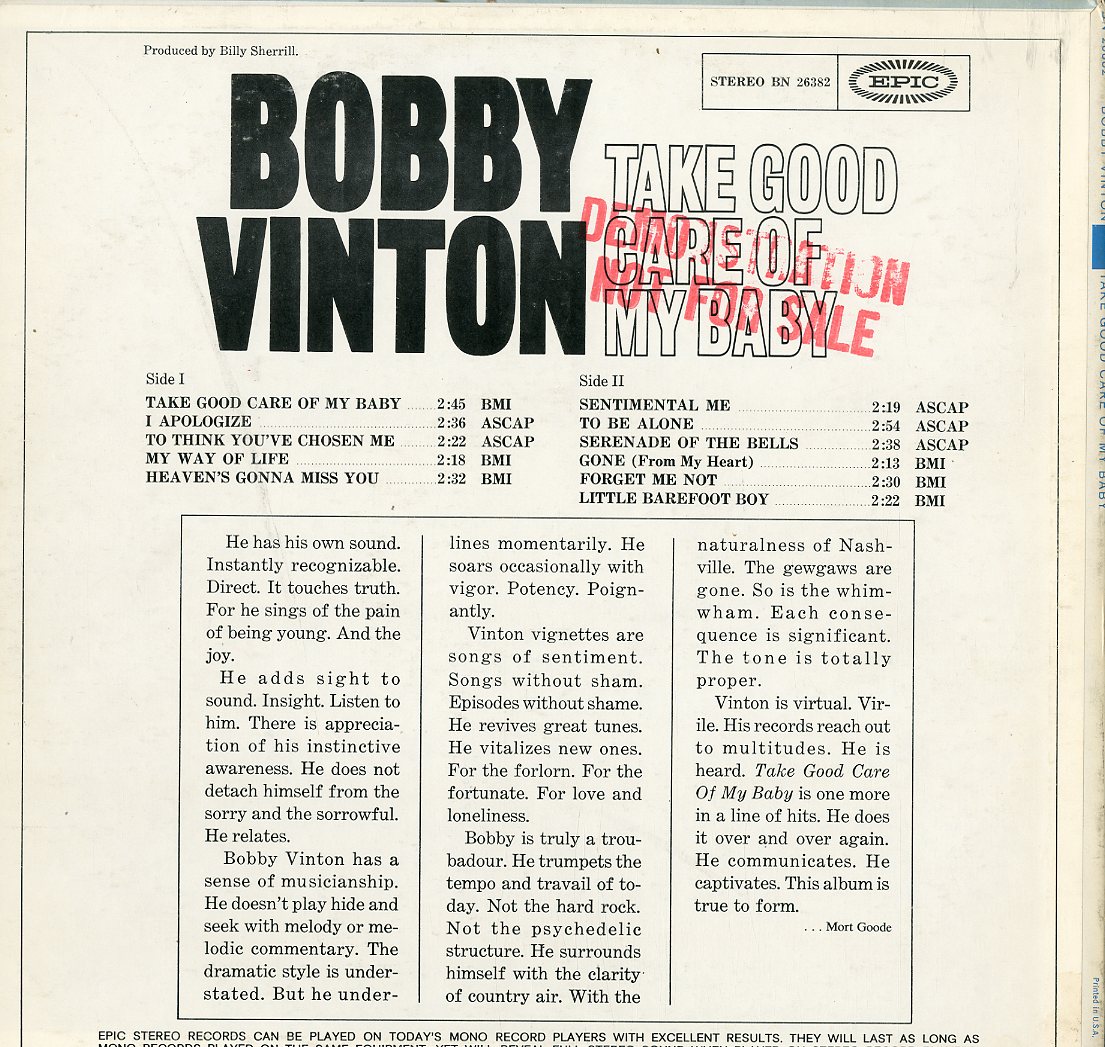 Produced by Billy Sherrill.
STEREO BN 26382
EPIC
BOBBY
VINTON
TAKE GOOD
CARE OF
MY BABY
DEMONSTRATION
NOT FOR SALE
Side I
TAKE GOOD CARE OF MY BABY ........ 2:45 BMI
I APOLOGIZE ........ 2:36 ASCAP
TO THINK YOU'VE CHOSEN ME ........ 2:22 ASCAP
MY WAY OF LIFE ........ 2:18 BMI
HEAVEN'S GONNA MISS YOU ........ 2:32 BMI
Side II
SENTIMENTAL ME ........ 2:19 ASCAP
TO BE ALONE ........ 2:54 ASCAP
SERENADE OF THE BELLS ........ 2:38 ASCAP
GONE (From My Heart) ........ 2:13 BMI
FORGET ME NOT ........ 2:30 BMI
LITTLE BAREFOOT BOY ........ 2:22 BMI
He has his own sound.
Instantly recognizable.
Direct. It touches truth.
For he sings of the pain
of being young. And the
joy.
He adds sight to
sound. Insight. Listen to
him. There is apprecia-
tion of his instinctive
awareness. He does not
detach himself from the
sorry and the sorrowful.
He relates.
Bobby Vinton has a
sense of musicianship.
He doesn't play hide and
seek with melody or me-
lodic commentary. The
dramatic style is under-
stated. But he under-
lines momentarily. He
soars occasionally with
vigor. Potency. Poign-
antly.
Vinton vignettes are
songs of sentiment.
Songs without sham.
Episodes without shame.
He revives great tunes.
He vitalizes new ones.
For the forlorn. For the
fortunate. For love and
loneliness.
Bobby is truly a trou-
badour. He trumpets the
tempo and travail of to-
day. Not the hard rock.
Not the psychedelic
structure. He surrounds
himself with the clarity
of country air. With the
naturalness of Nash-
ville. The gewgaws are
gone. So is the whim-
wham. Each conse-
quence is significant.
The tone is totally
proper.
Vinton is virtual. Vir-
ile. His records reach out
to multitudes. He is
heard. Take Good Care
Of My Baby is one more
in a line of hits. He does
it over and over again.
He communicates. He
captivates. This album is
true to form.
. . . Mort Goode
EPIC STEREO RECORDS CAN BE PLAYED ON TODAY'S MONO RECORD PLAYERS WITH EXCELLENT RESULTS. THEY WILL LAST AS LONG AS
BOBBY VINTON
TAKE GOOD CARE OF MY BABY
Printed in U.S.A.